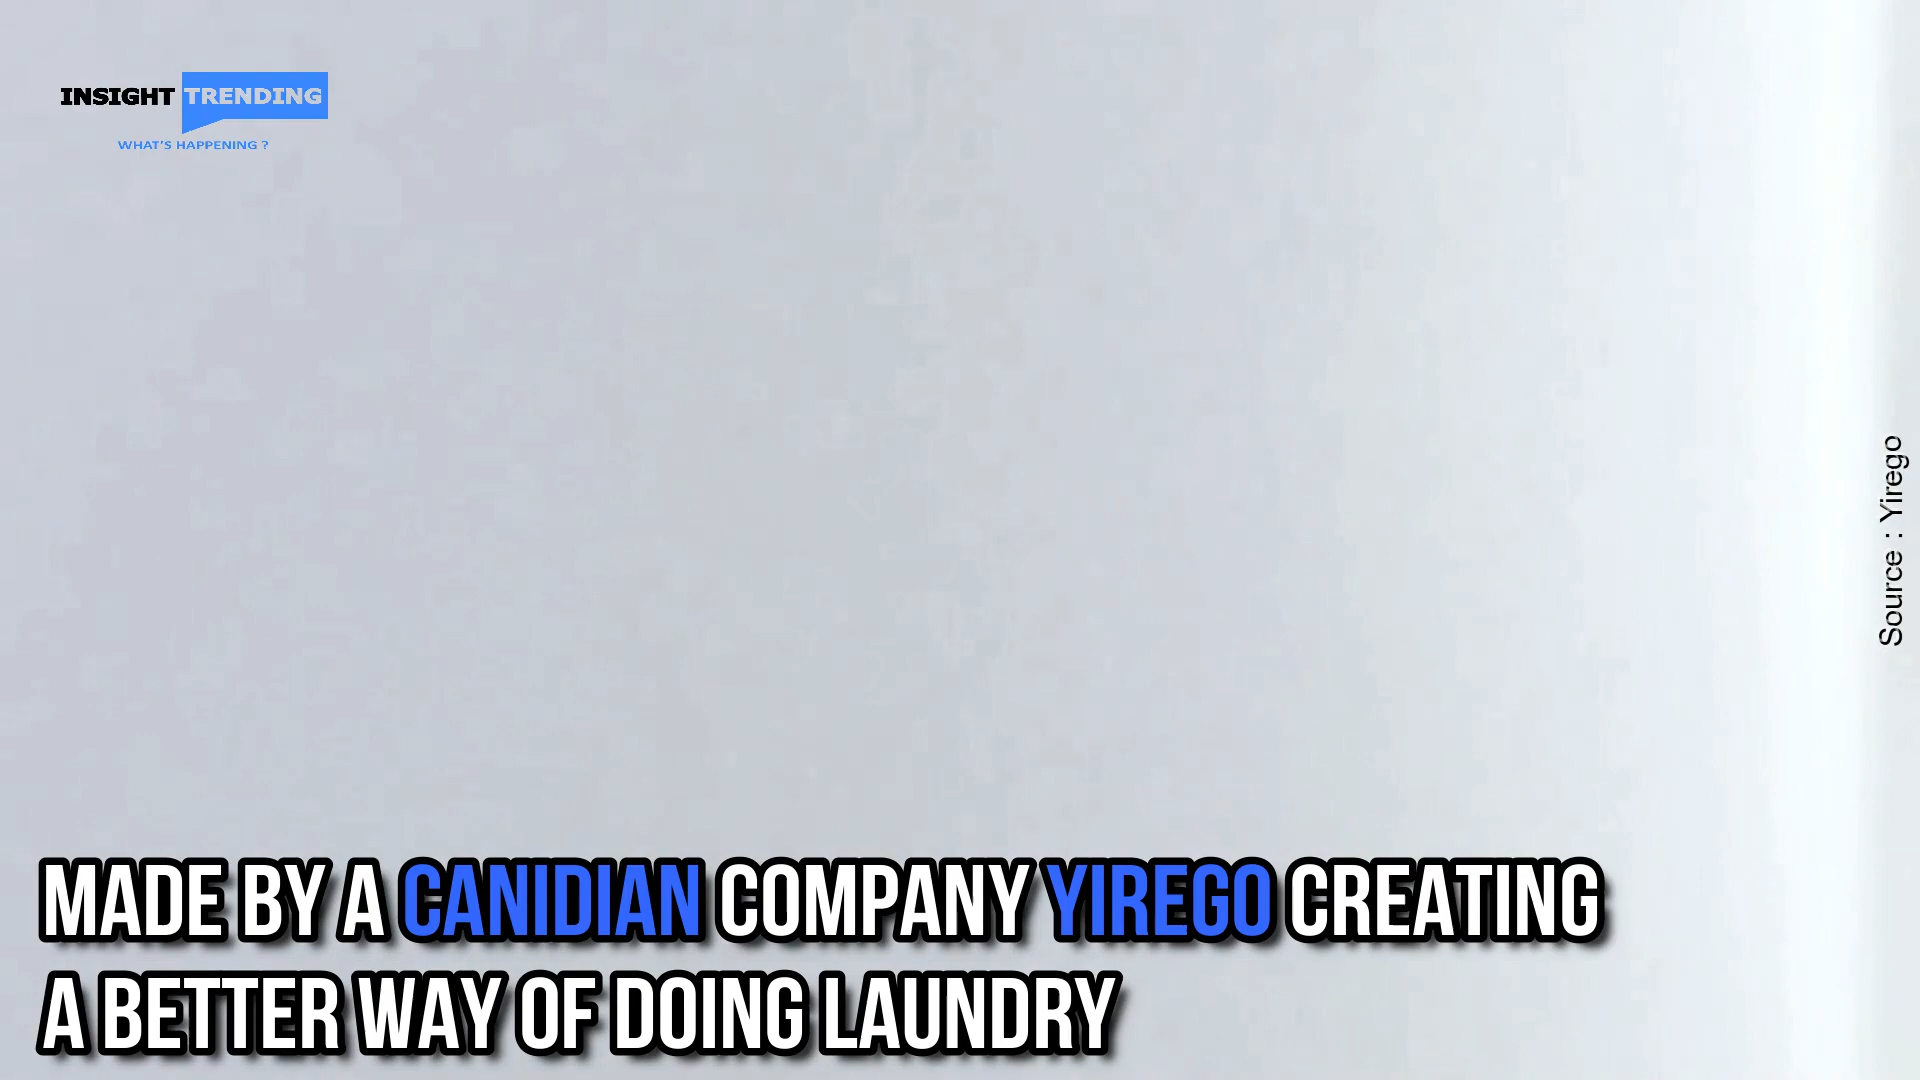 INSIGHT TRENDING
WHAT'S HAPPENING ?
Source : Yirego
MADE BY A CANIDIAN COMPANY YIREGO CREATING
A BETTER WAY OF DOING LAUNDRY